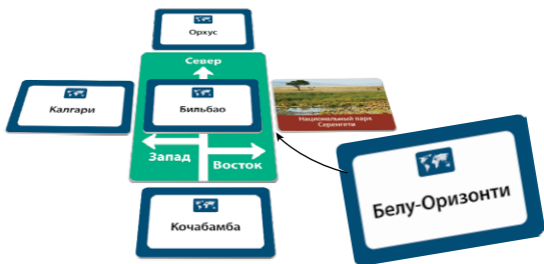 Орхус
Север
Калгари
Бильбао
Национальный парк
Серенгети
Запад
Восток
Белу-Оризонти
Кочабамба